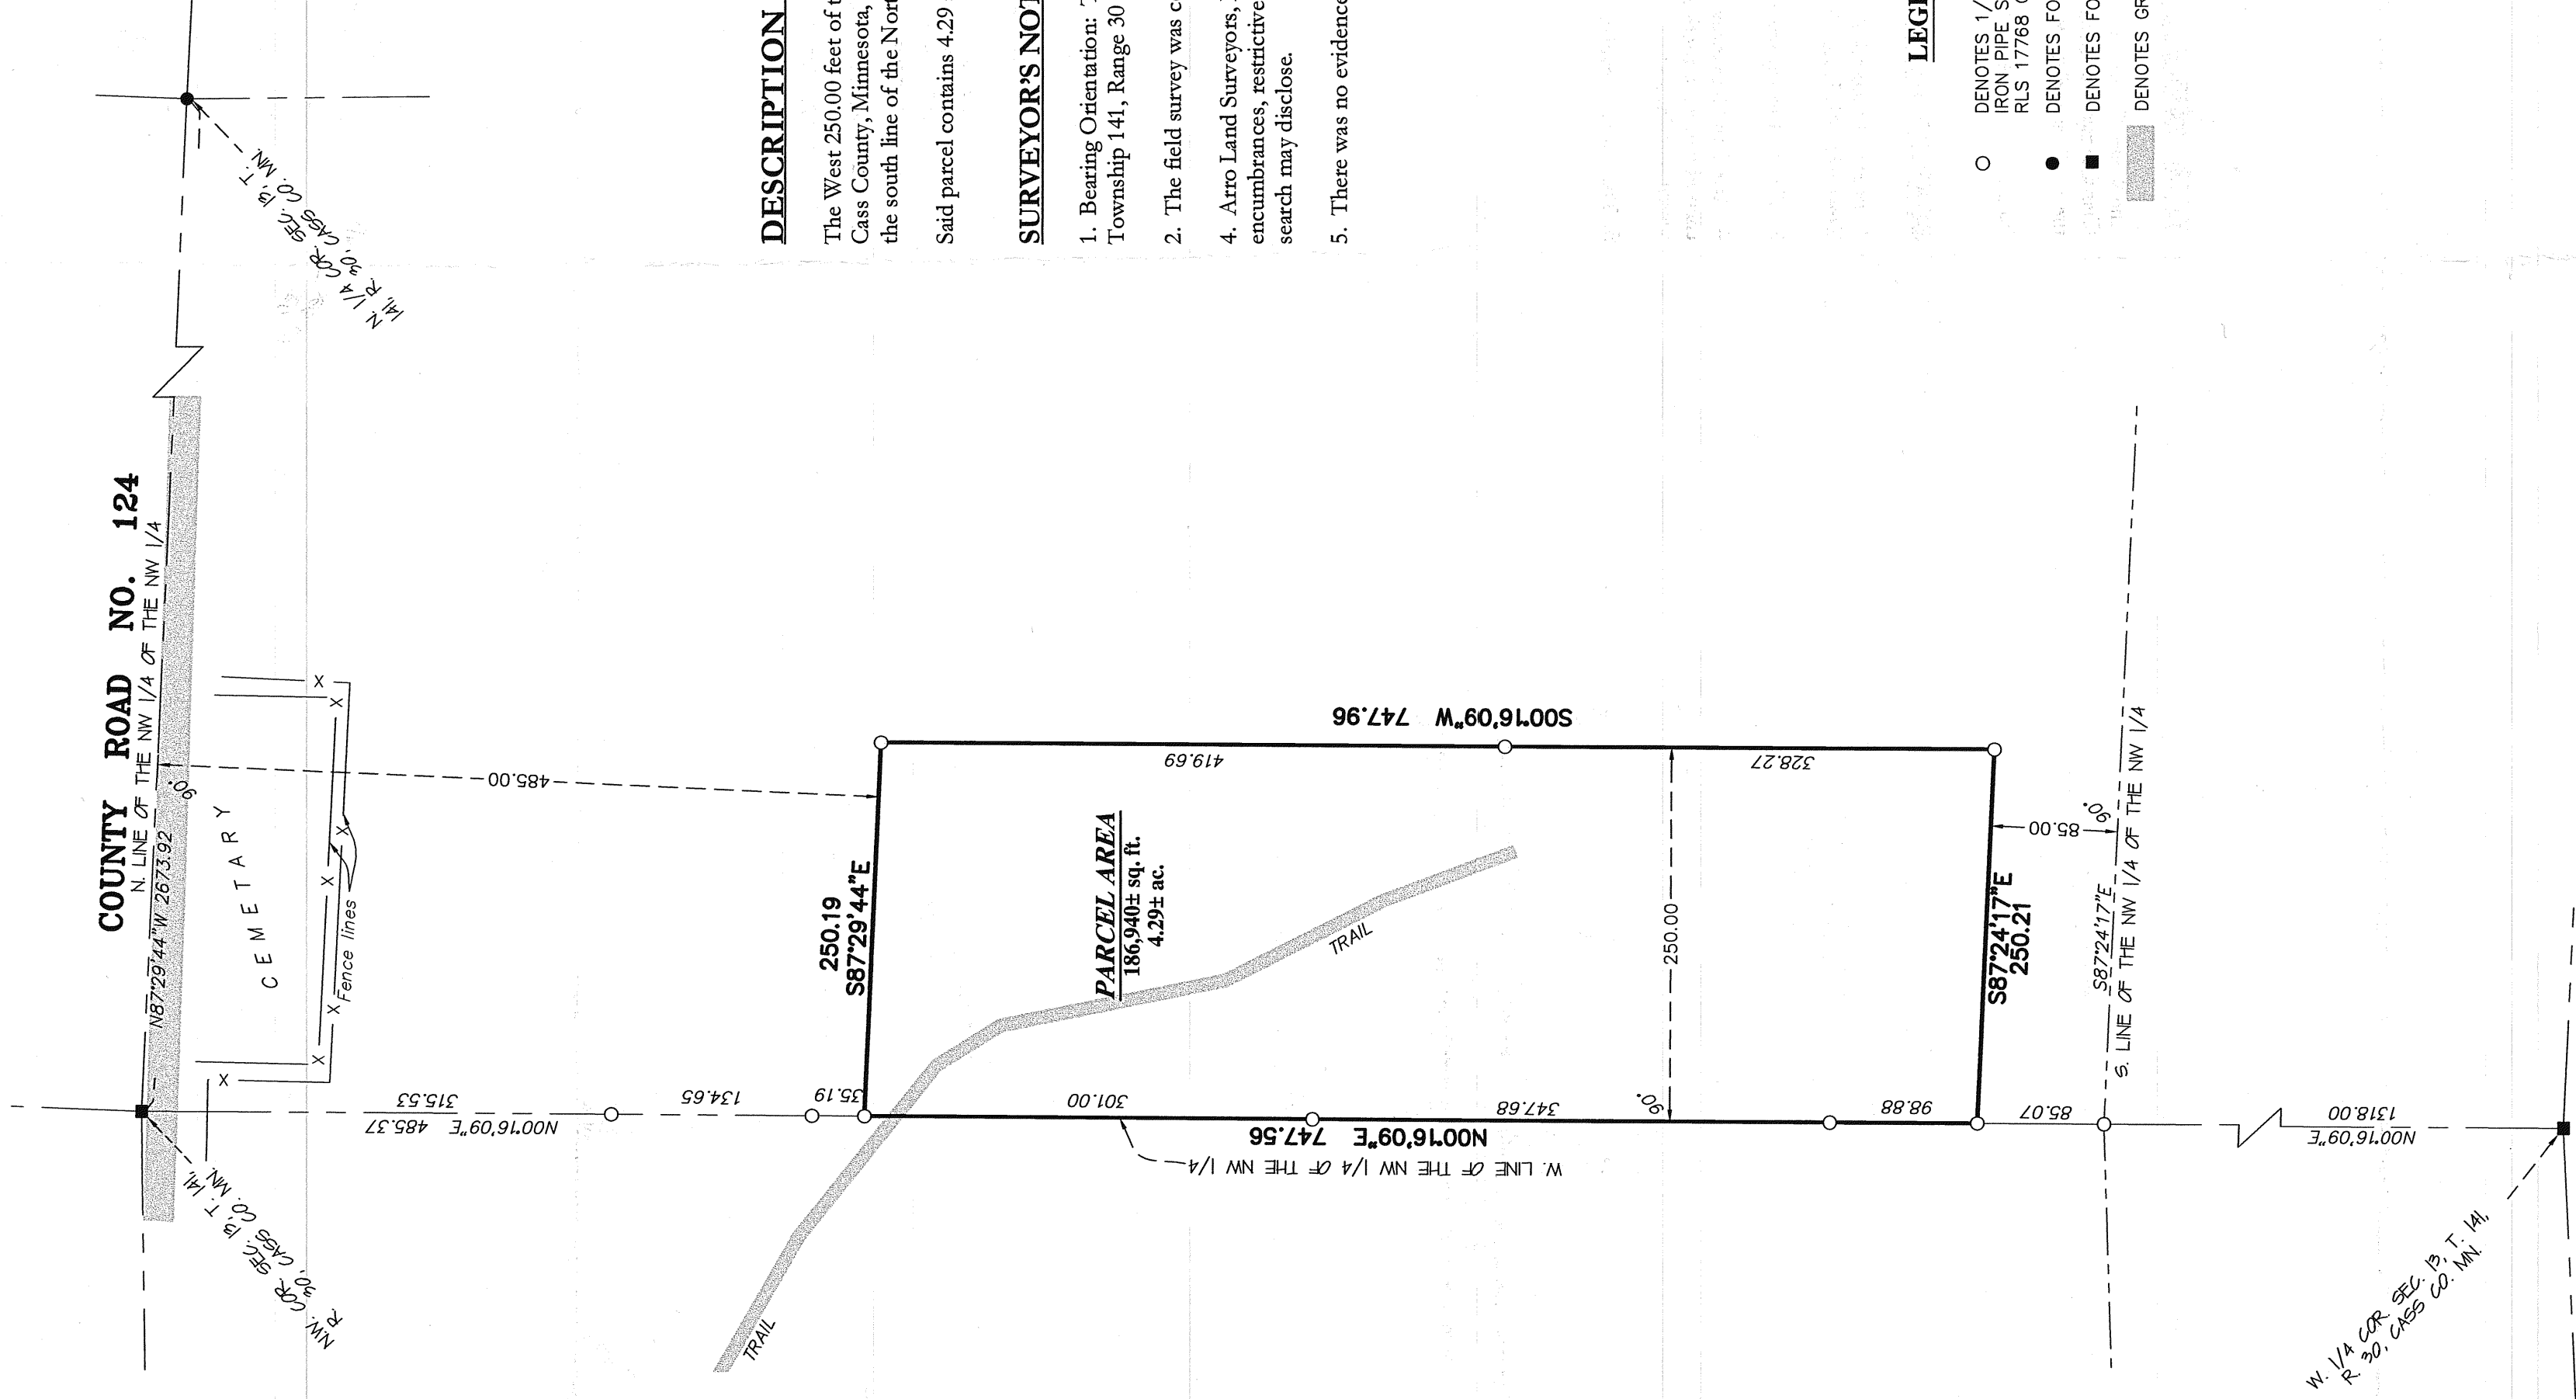 COUNTY ROAD NO. 124
N. LINE OF THE NW 1/4 OF THE NW 1/4
N87°29'44"W 2673.92
90°
CEMETARY
Fence lines
X
X
X
X
X
X
X
X
NW. COR. SEC. 13, T. 141,
R. 30, CASS CO. MN.
N. 1/4 COR. SEC. 13, T.
141, R. 30, CASS CO. MN.
315.53
N00°16'09"E 485.37
134.65
35.19
485.00
250.19
S87°29'44"E
PARCEL AREA
186,940± sq. ft.
4.29± ac.
TRAIL
TRAIL
301.00
347.68
98.88
N00°16'09"E 747.56
W. LINE OF THE NW 1/4 OF THE NW 1/4
90°
250.00
419.69
328.27
S00°16'09"W 747.96
S87°24'17"E
250.21
85.00
90°
85.07
S87°24'17"E
S. LINE OF THE NW 1/4 OF THE NW 1/4
1318.00
N00°16'09"E
W. 1/4 COR. SEC. 13, T. 141,
R. 30, CASS CO. MN.
DESCRIPTION
The West 250.00 feet of t
Cass County, Minnesota,
the south line of the Nor
Said parcel contains 4.29
SURVEYOR'S NOT
1. Bearing Orientation: T
Township 141, Range 30
2. The field survey was c
4. Arro Land Surveyors,
encumbrances, restrictive
search may disclose.
5. There was no evidence
LEGE
DENOTES 1/
IRON PIPE S
RLS 17768
DENOTES FO
DENOTES FO
DENOTES GR